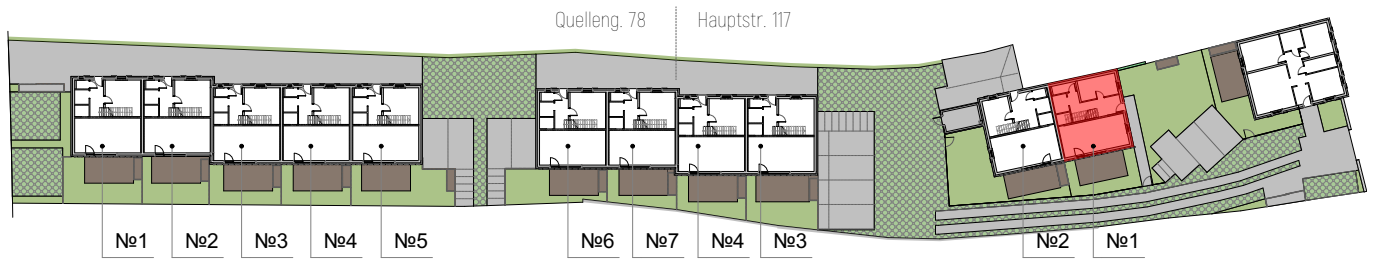 Quelleng. 78 Hauptstr. 117
№1 №2 №3 №4 №5 №6 №7 №4 №3 №2 №1